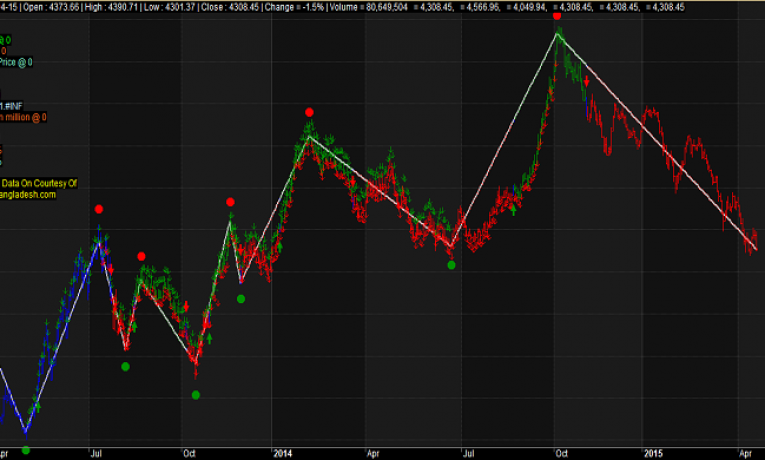 4-15 | Open : 4373.66 | High : 4390.71 | Low : 4301.37 | Close : 4308.45 | Change = -1.5% | Volume = 80,649,504 = 4,308.45, = 4,566.96, = 4,049.94, = 4,308.45, = 4,308.45, = 4,308.45
@ 0
0
Price @ 0
1.#INF
n million @ 0
Data On Courtesy Of
angladesh.com
pr Jul Oct 2014 Apr Jul Oct 2015 Apr